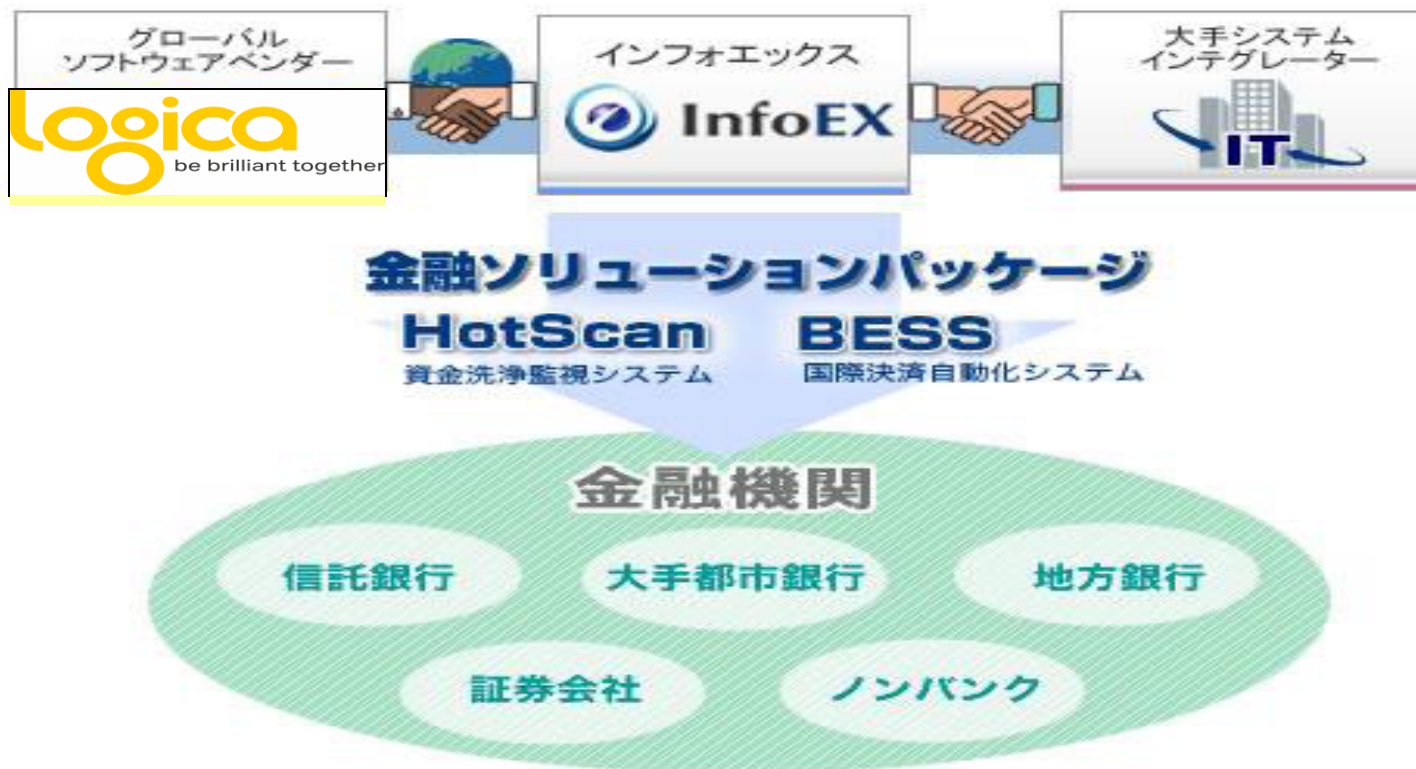 グローバル
ソフトウェアベンダー
logica
be brilliant together
インフォエックス
InfoEX
大手システム
インテグレーター
IT
金融ソリューションパッケージ
HotScan
BESS
資金洗浄監視システム
国際決済自動化システム
金融機関
信託銀行
大手都市銀行
地方銀行
証券会社
ノンバンク